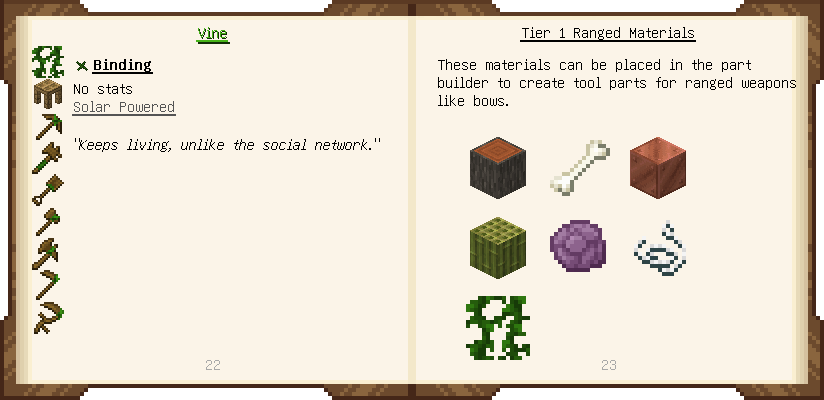 Vine
Binding
No stats
Solar Powered
"Keeps living, unlike the social network."
22
Tier 1 Ranged Materials
These materials can be placed in the part
builder to create tool parts for ranged weapons
like bows.
23